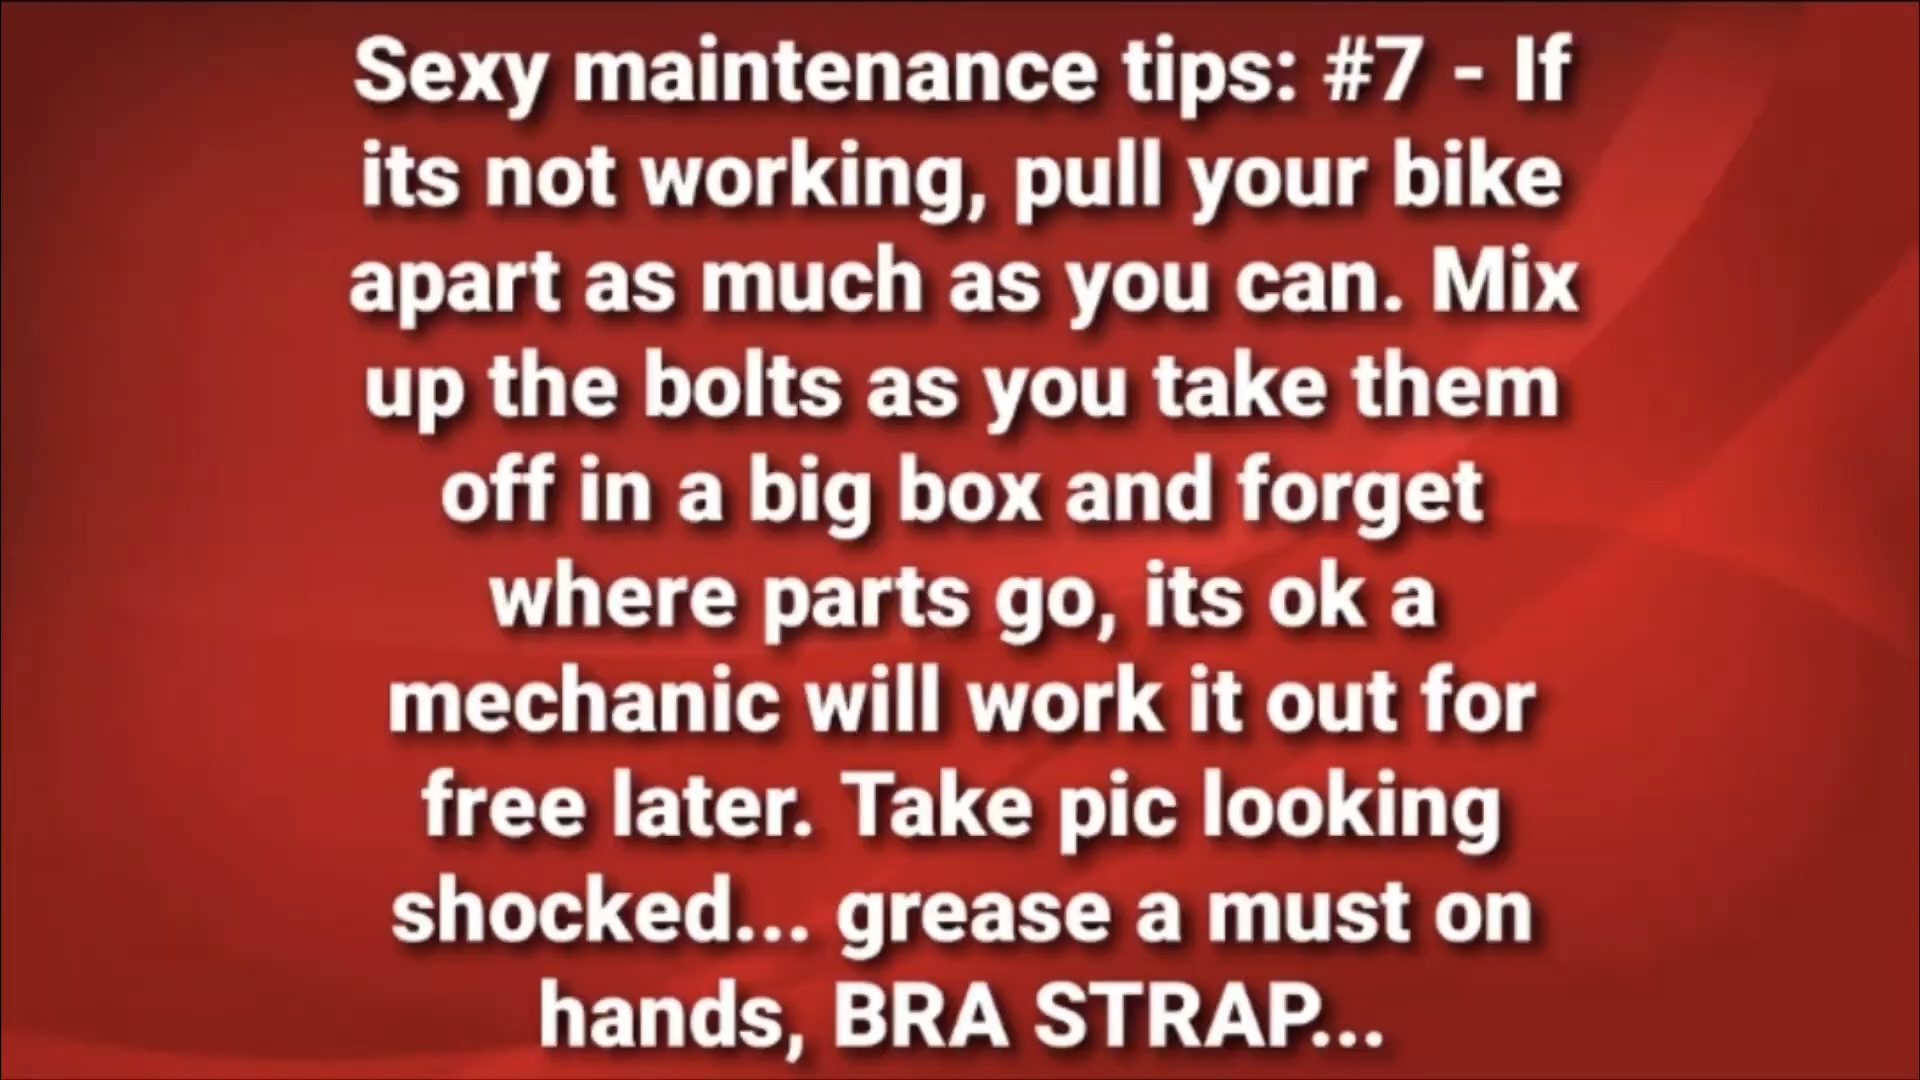 Sexy maintenance tips: #7 - If
its not working, pull your bike
apart as much as you can. Mix
up the bolts as you take them
off in a big box and forget
where parts go, its ok a
mechanic will work it out for
free later. Take pic looking
shocked... grease a must on
hands, BRA STRAP...